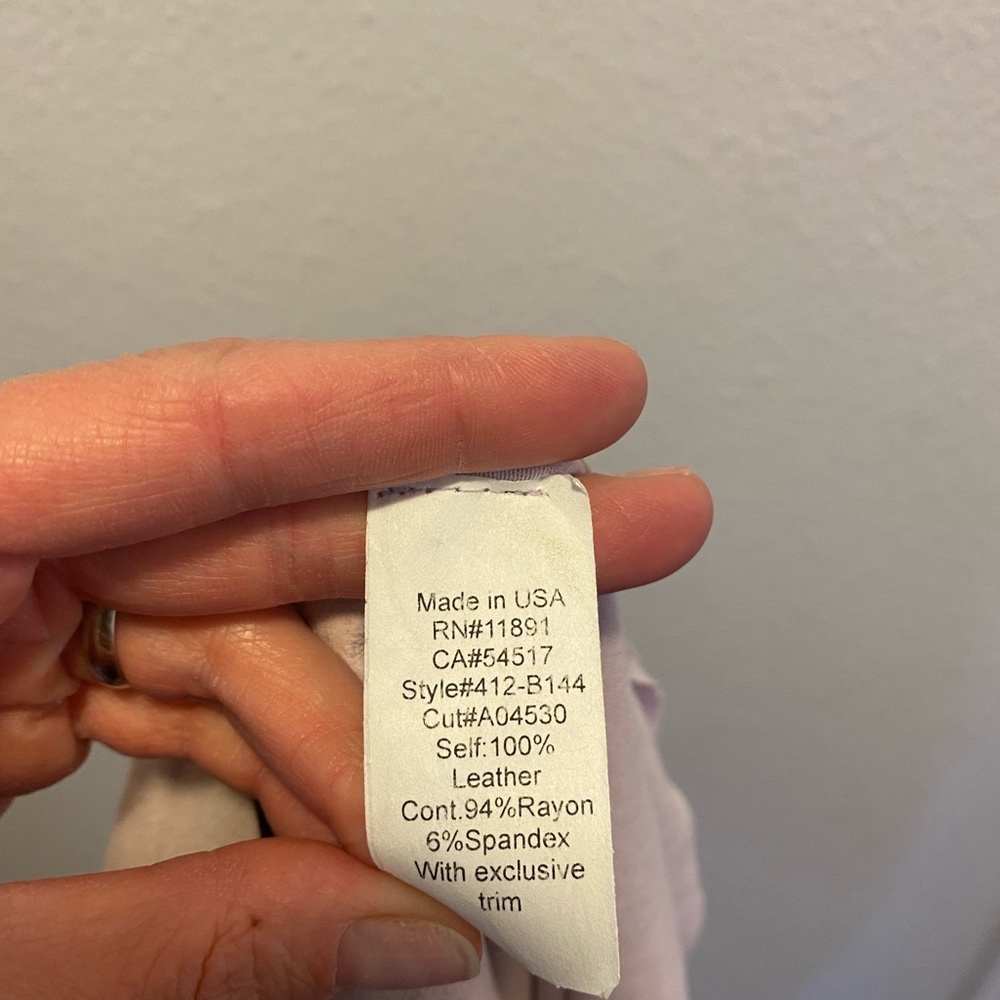 Made in USA
RN#11891
CA#54517
Style#412-B144
Cut#A04530
Self:100%
Leather
Cont.94%Rayon
6%Spandex
With exclusive
trim